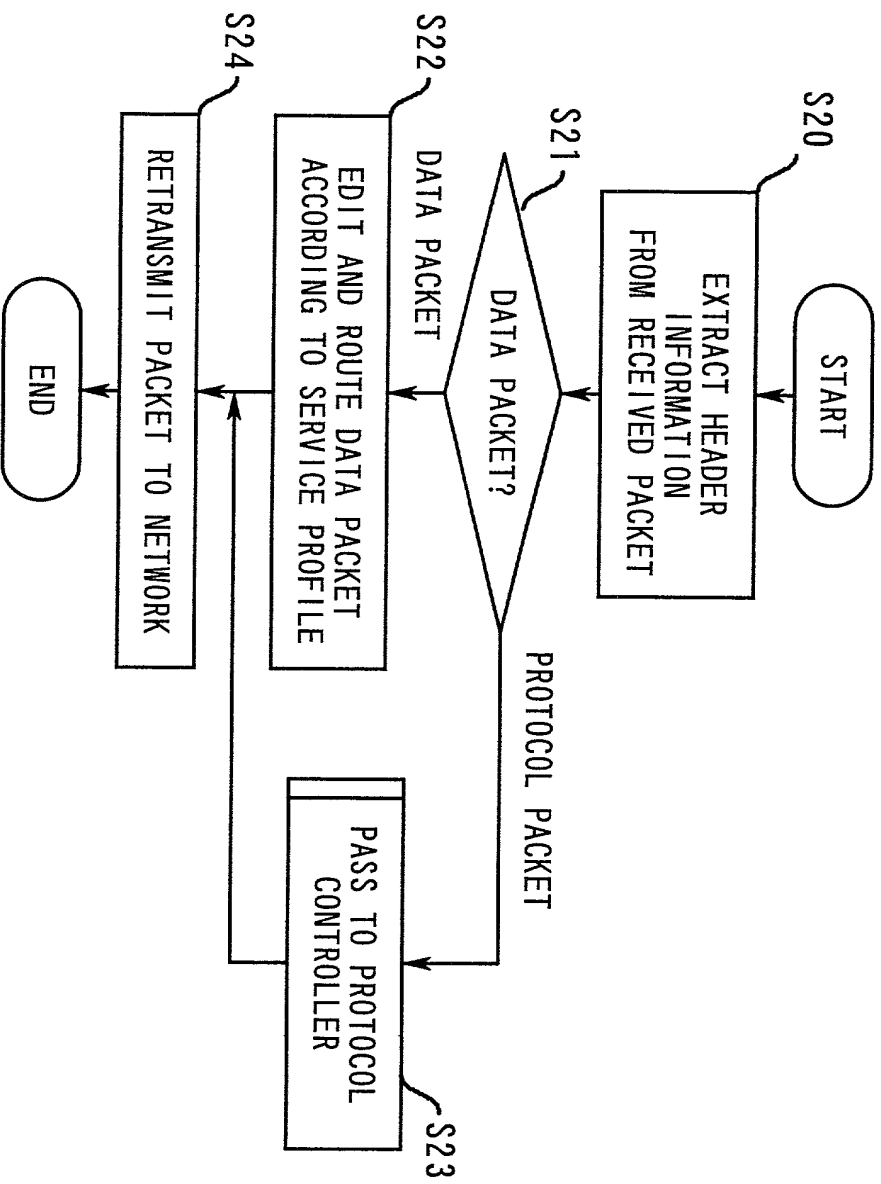 START
S20
EXTRACT HEADER
INFORMATION
FROM RECEIVED PACKET
S21
DATA PACKET?
PROTOCOL PACKET
DATA PACKET
S22
EDIT AND ROUTE DATA PACKET
ACCORDING TO SERVICE PROFILE
PASS TO PROTOCOL
CONTROLLER
S23
S24
RETRANSMIT PACKET TO NETWORK
END